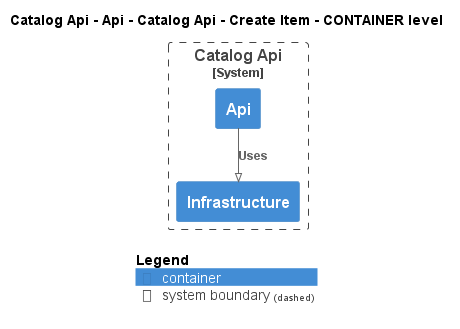 Catalog Api - Api - Catalog Api - Create Item - CONTAINER level
Catalog Api
[System]
Api
Uses
Infrastructure
Legend
container
system boundary (dashed)